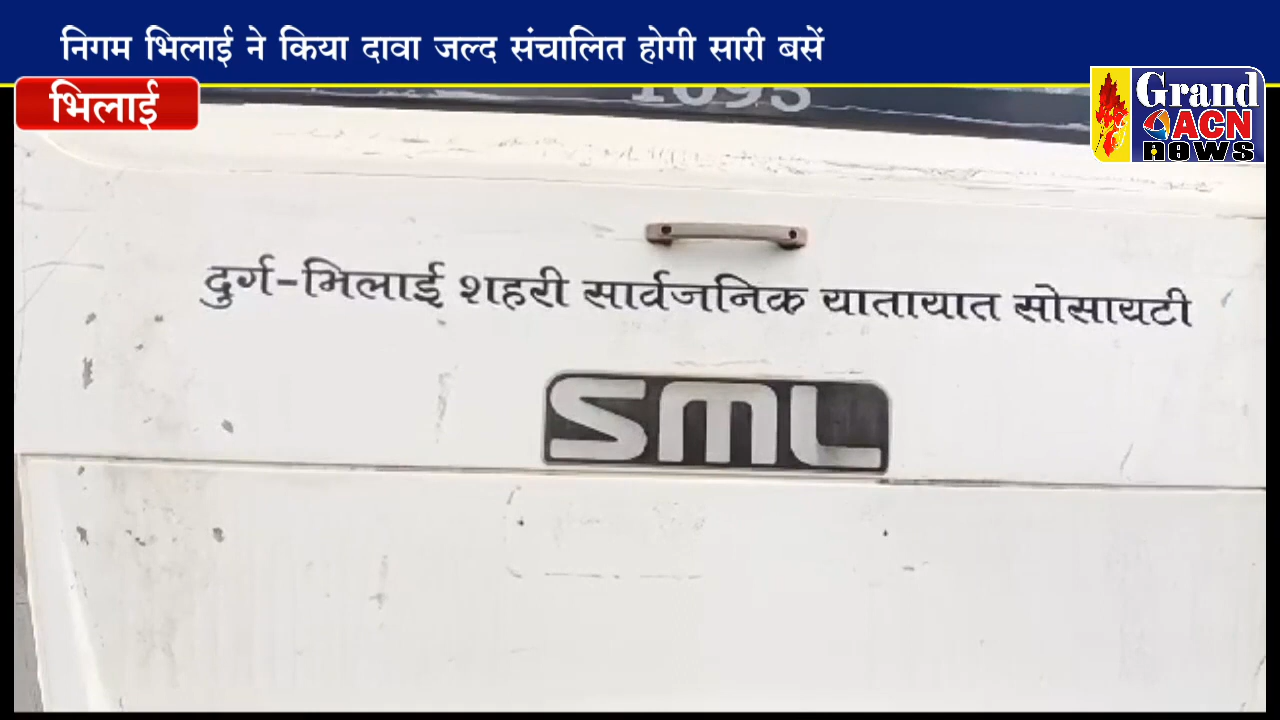 निगम भिलाई ने किया दावा जल्द संचालित होगी सारी बसें
भिलाई
Grand
ACN
news
दुर्ग-भिलाई शहरी सार्वजनिक यातायात सोसायटी
SML